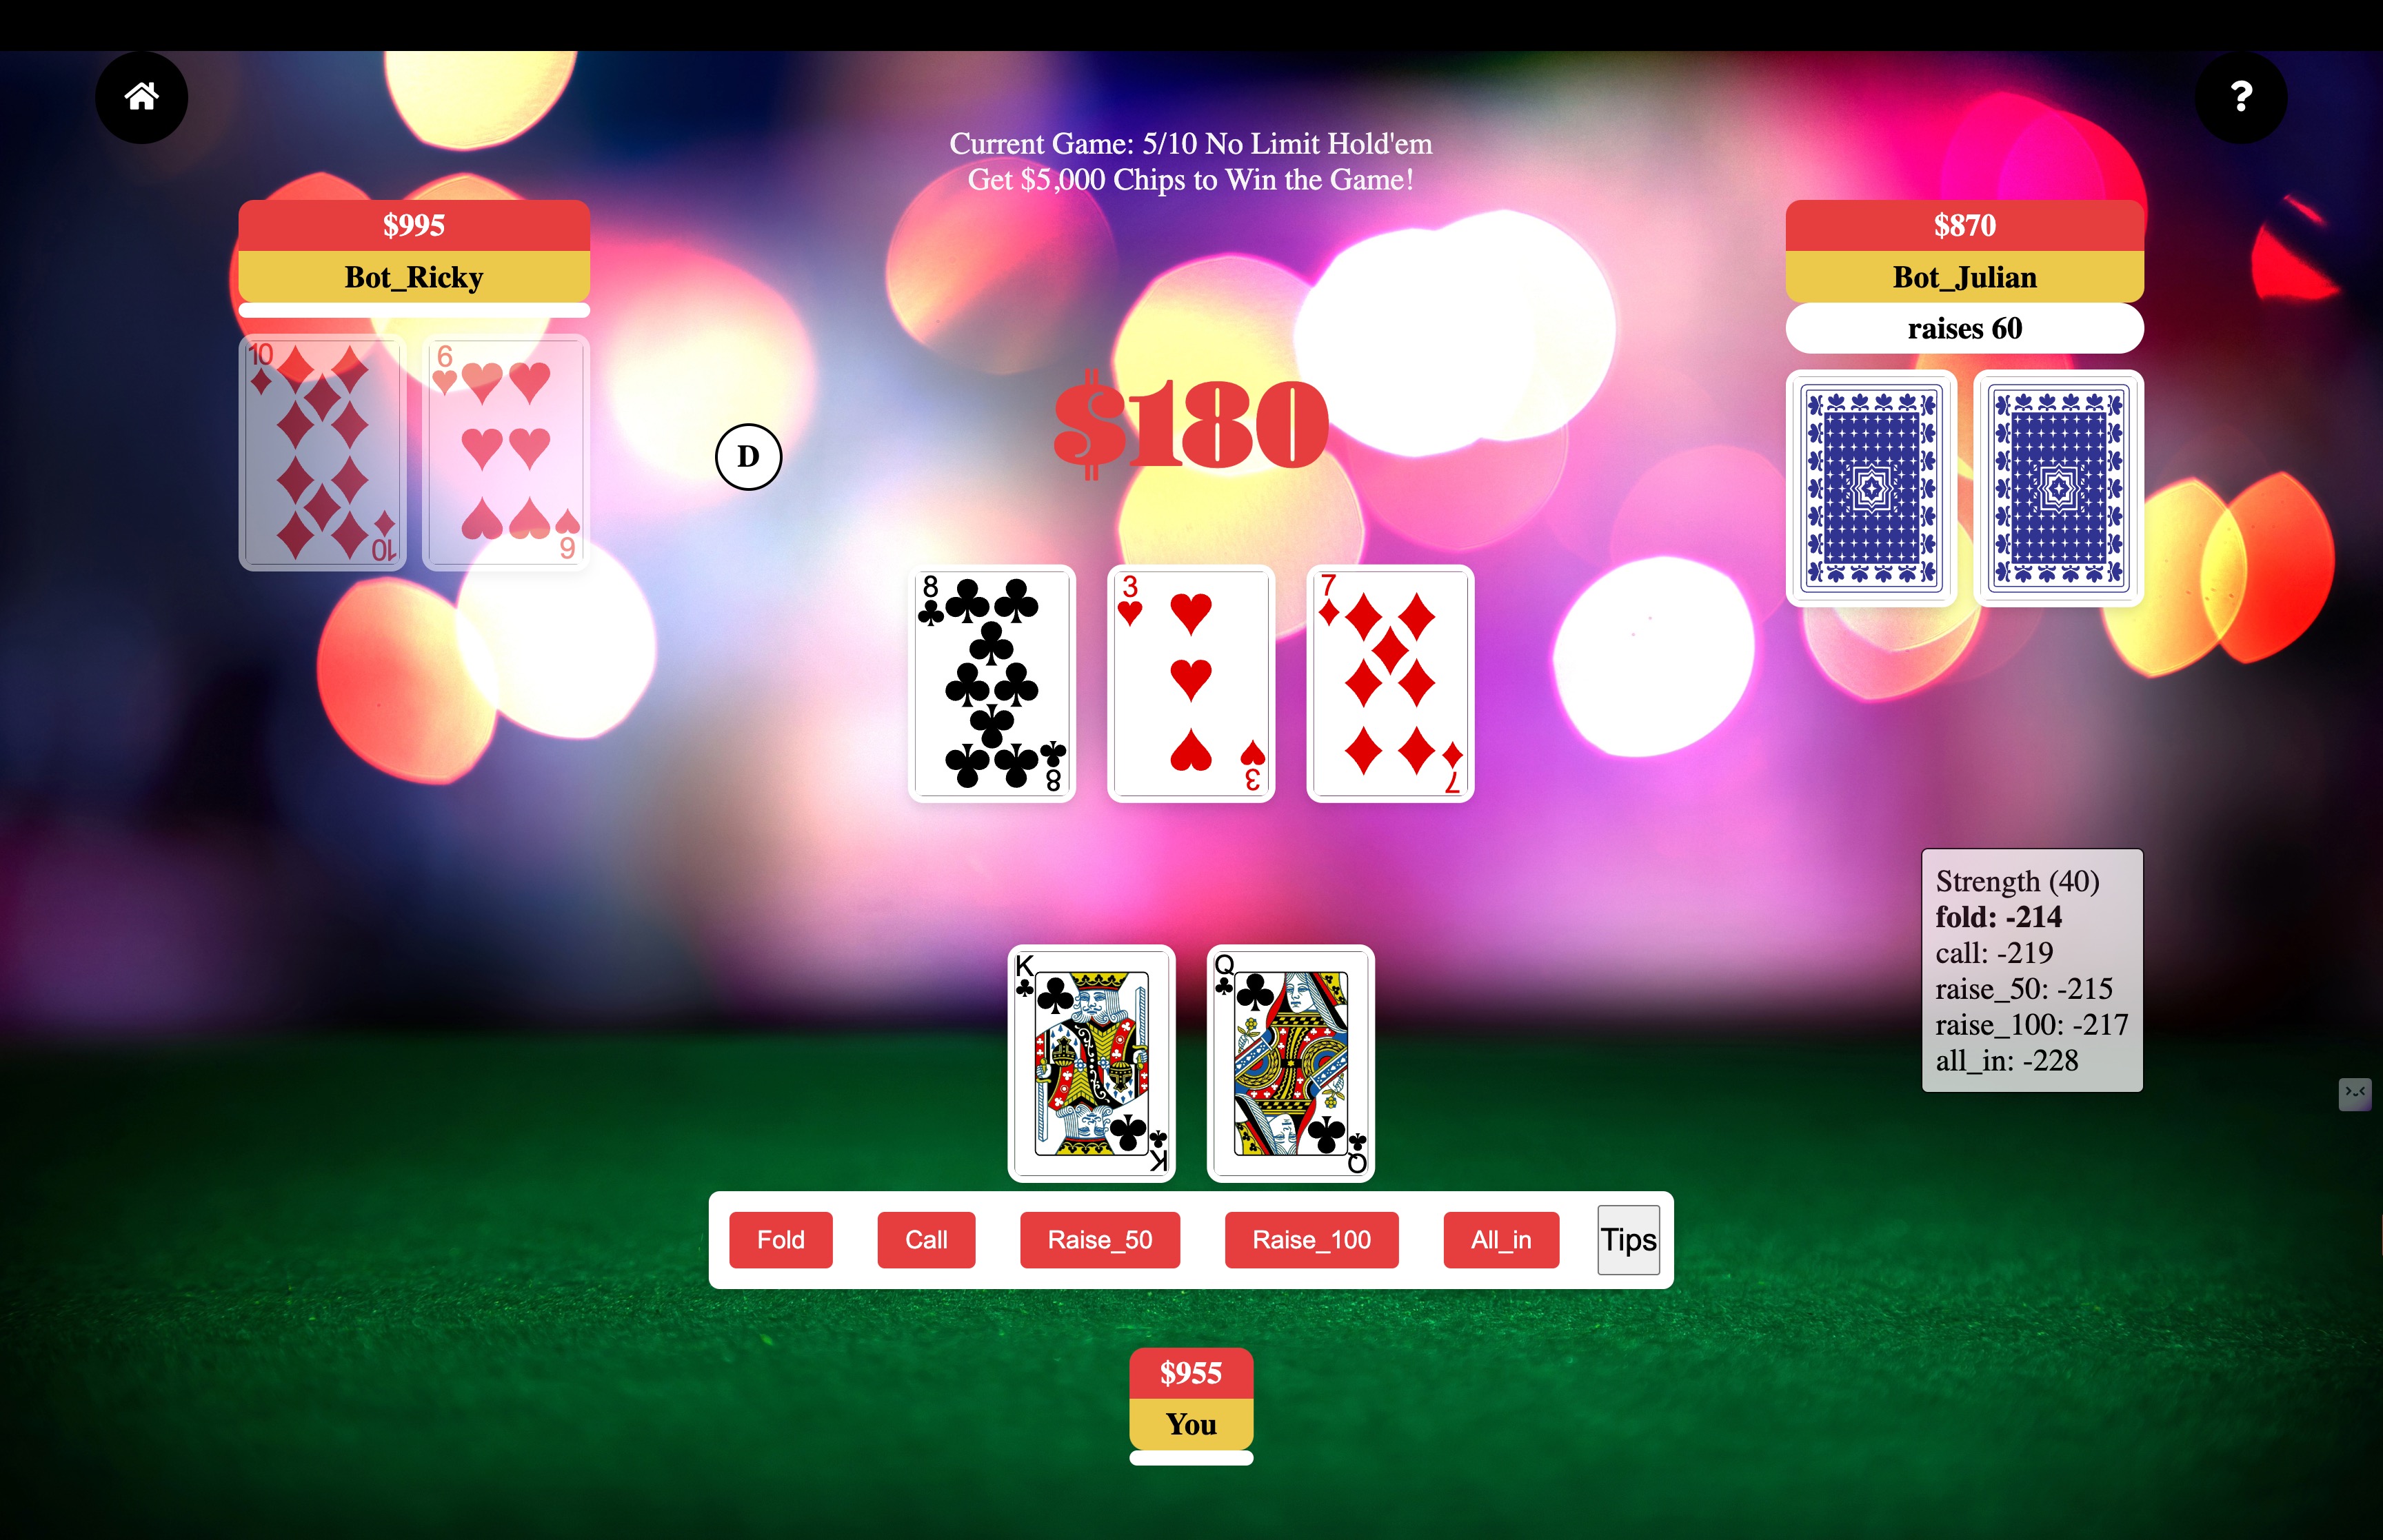 ?
Current Game: 5/10 No Limit Hold'em
Get $5,000 Chips to Win the Game!
$995
Bot_Ricky
$870
Bot_Julian
raises 60
10
6
10
6
D
$180
8
3
7
8
3
7
Strength (40)
fold: -214
call: -219
raise_50: -215
raise_100: -217
all_in: -228
K
Q
K
Q
Fold
Call
Raise_50
Raise_100
All_in
Tips
$955
You